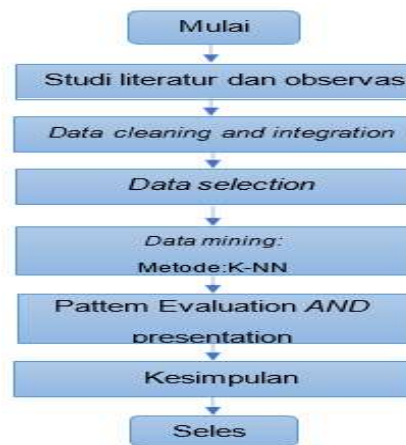 Mulai
Studi literatur dan observas
Data cleaning and integration
Data selection
Data mining:
Metode:K-NN
Pattem Evaluation AND
presentation
Kesimpulan
Seles